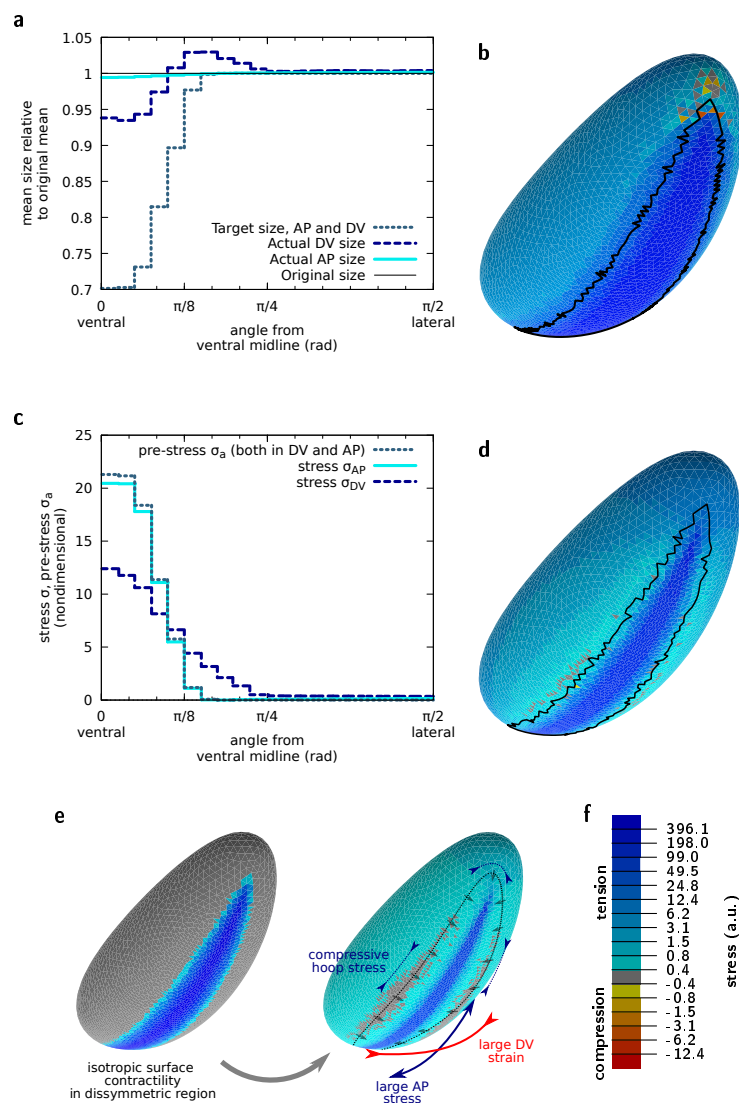 a
1.05
1
0.95
0.9
0.85
0.8
0.75
0.7
mean size relative
to original mean
Target size, AP and DV
Actual DV size
Actual AP size
Original size
0
π/8
π/4
π/2
ventral
lateral
angle from
ventral midline (rad)
b
c
25
20
15
10
5
0
stress σ, pre-stress σa
(nondimensional)
pre-stress σa (both in DV and AP)
stress σAP
stress σDV
0
π/8
π/4
π/2
ventral
lateral
angle from
ventral midline (rad)
d
e
isotropic surface
contractility
in dissymmetric region
compressive
hoop stress
large DV
strain
large AP
stress
f
tension
compression
396.1
198.0
99.0
49.5
24.8
12.4
6.2
3.1
1.5
0.8
0.4
-0.4
-0.8
-1.5
-3.1
-6.2
-12.4
stress (a.u.)